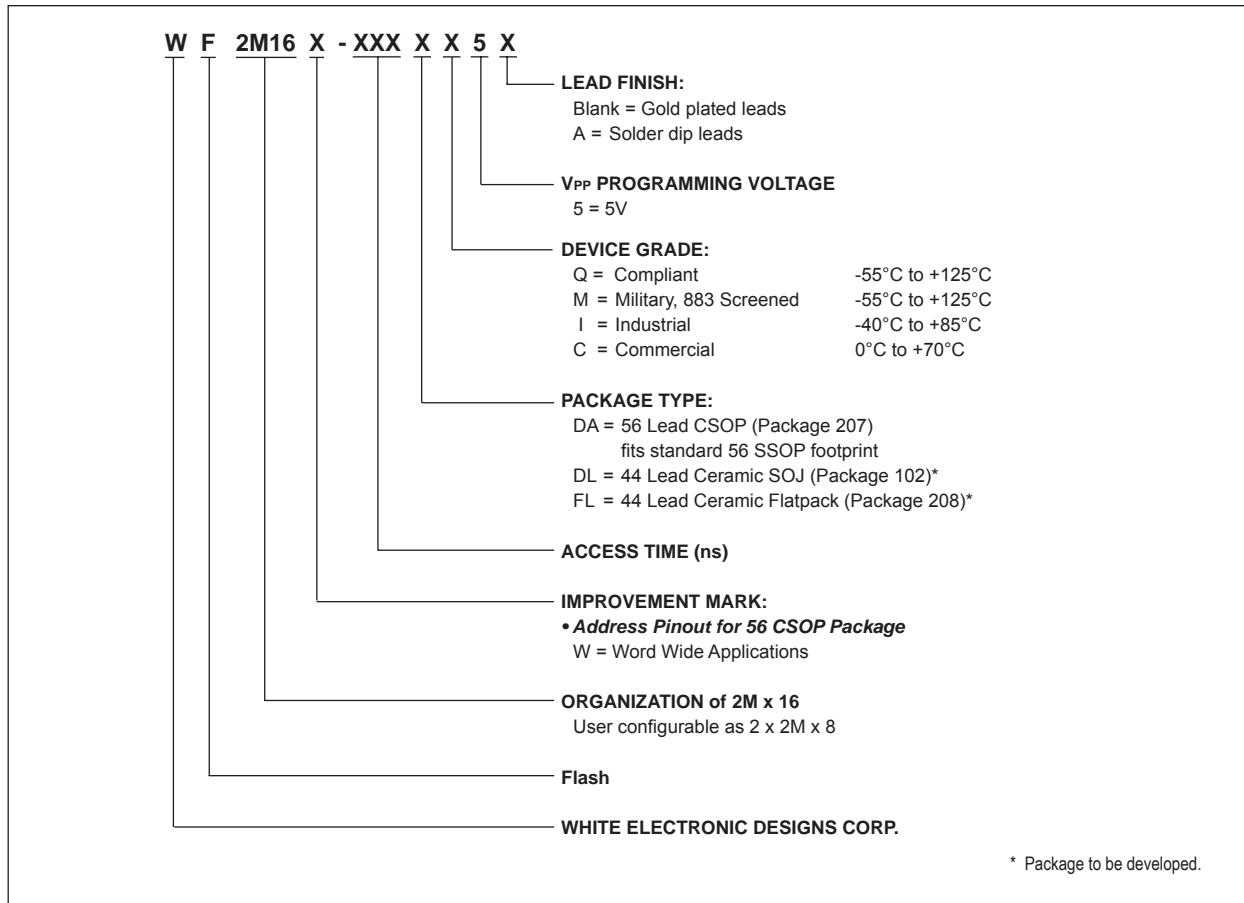 W F 2M16 X - XXX X X 5 X
LEAD FINISH:
Blank = Gold plated leads
A = Solder dip leads
VPP PROGRAMMING VOLTAGE
5 = 5V
DEVICE GRADE:
Q = Compliant -55°C to +125°C
M = Military, 883 Screened -55°C to +125°C
I = Industrial -40°C to +85°C
C = Commercial 0°C to +70°C
PACKAGE TYPE:
DA = 56 Lead CSOP (Package 207)
fits standard 56 SSOP footprint
DL = 44 Lead Ceramic SOJ (Package 102)*
FL = 44 Lead Ceramic Flatpack (Package 208)*
ACCESS TIME (ns)
IMPROVEMENT MARK:
• Address Pinout for 56 CSOP Package
W = Word Wide Applications
ORGANIZATION of 2M x 16
User configurable as 2 x 2M x 8
Flash
WHITE ELECTRONIC DESIGNS CORP.
* Package to be developed.